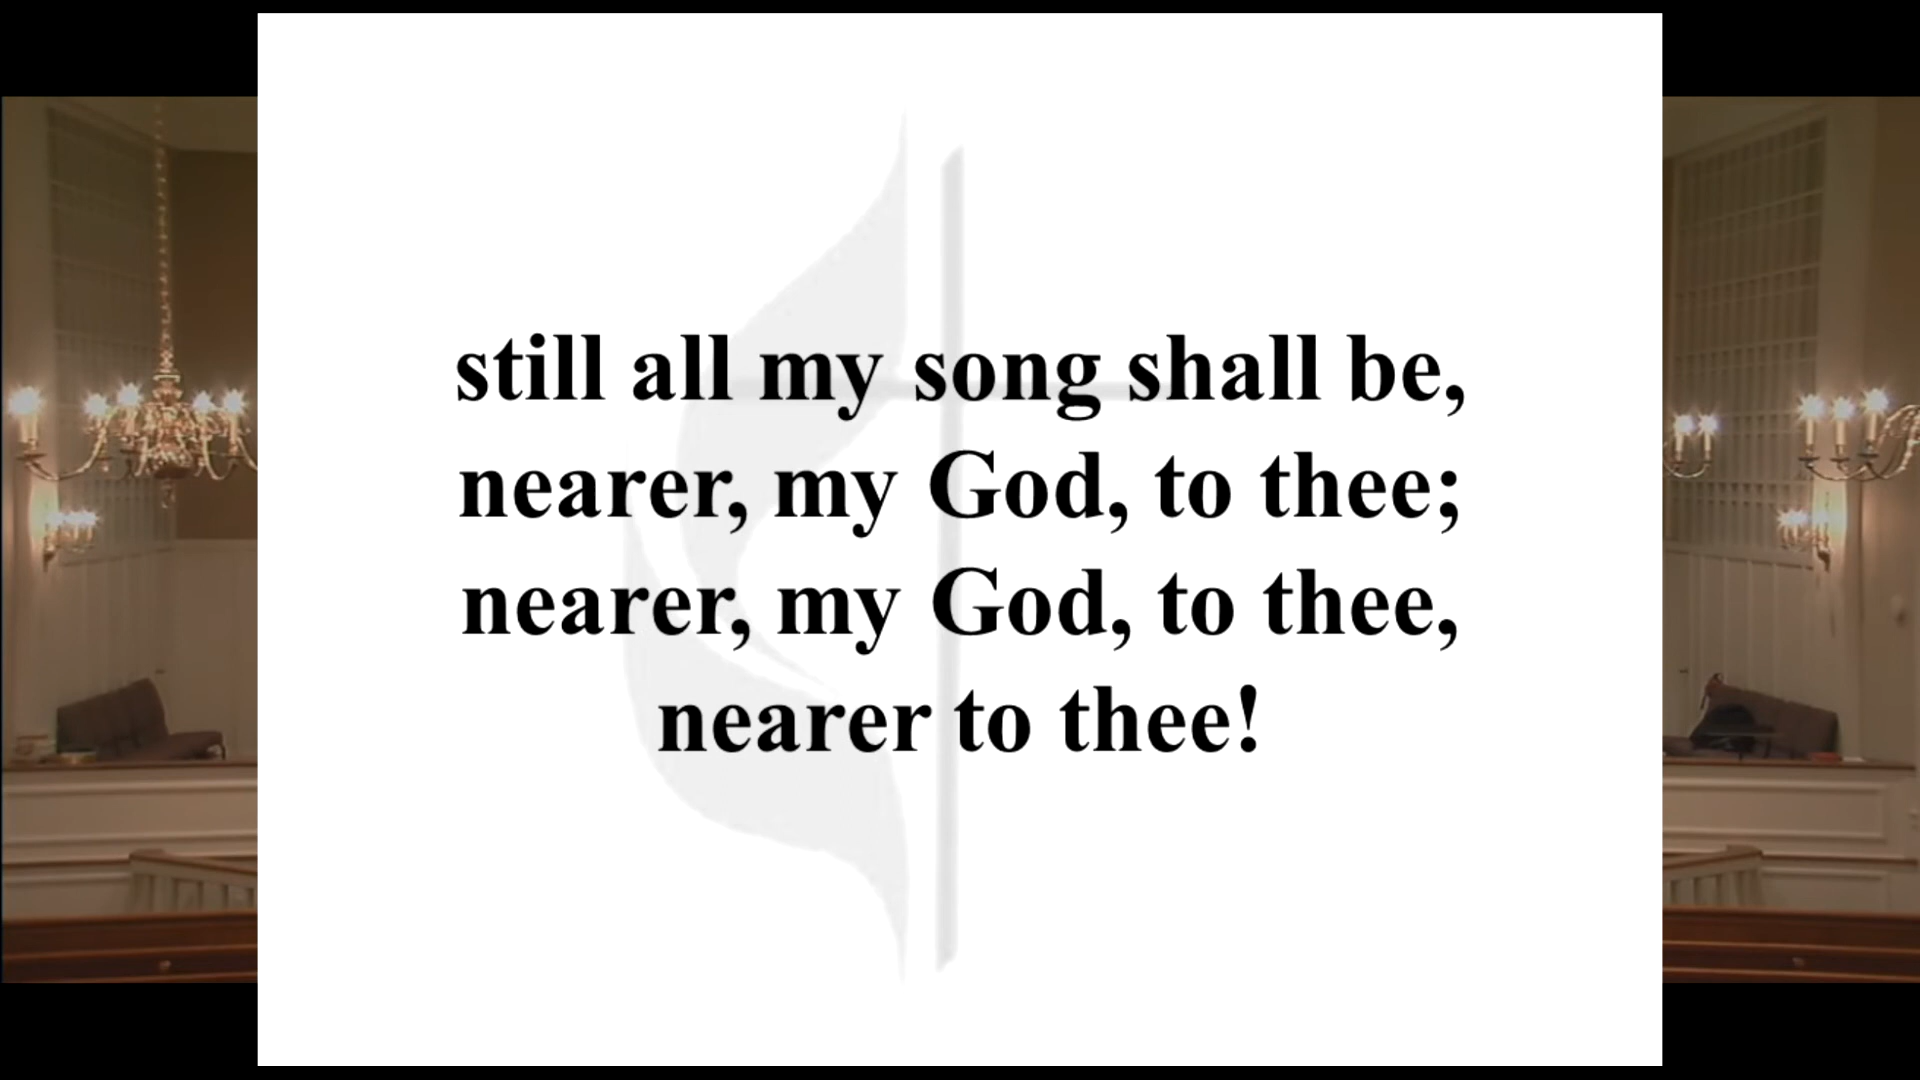 still all my song shall be,
nearer, my God, to thee;
nearer, my God, to thee,
nearer to thee!